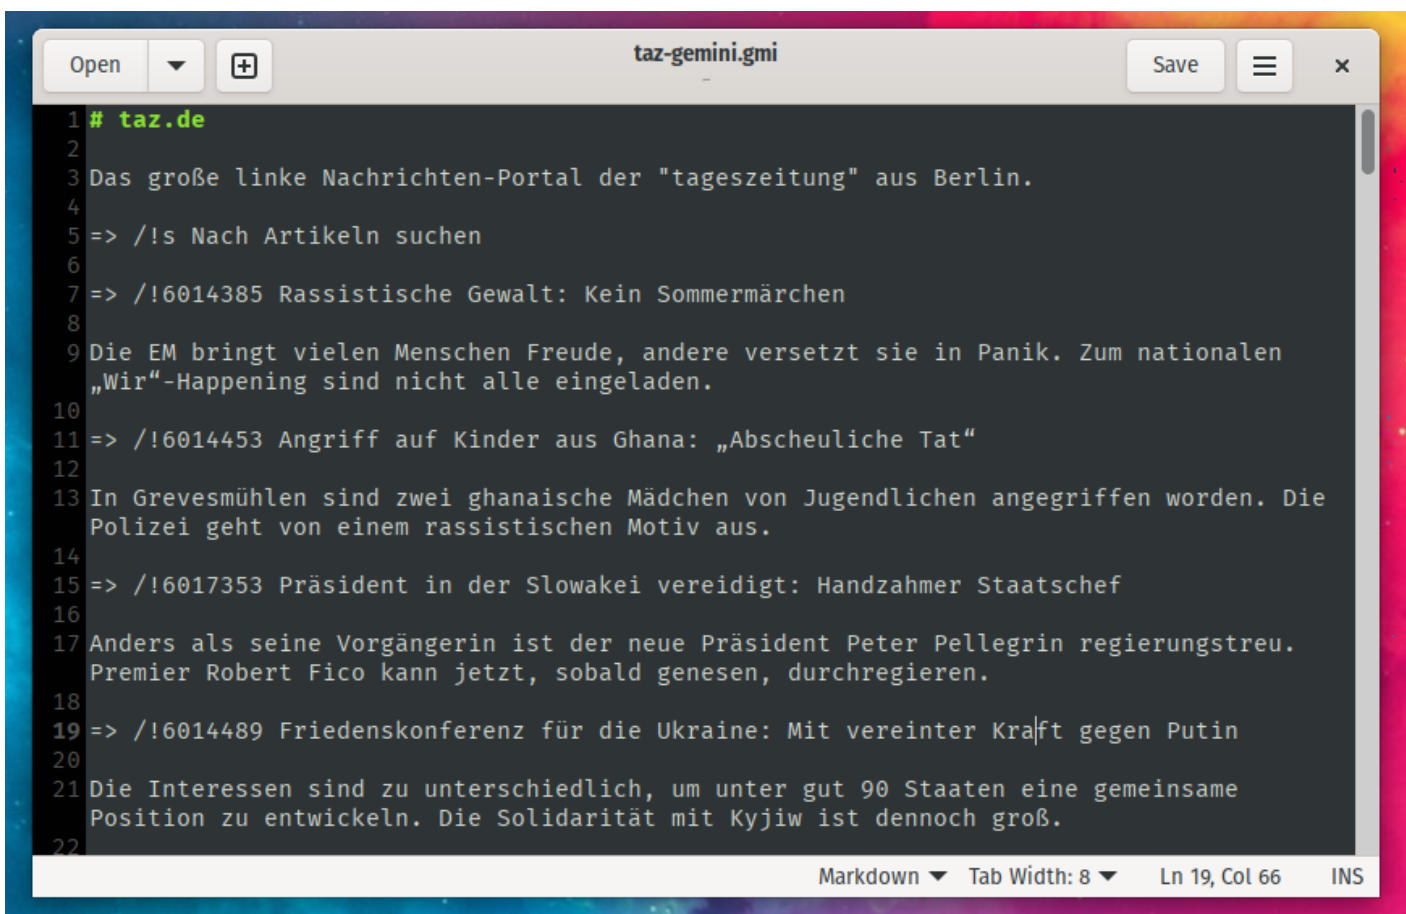 Open
taz-gemini.gmi
Save
1 # taz.de
2
3 Das große linke Nachrichten-Portal der "tageszeitung" aus Berlin.
4
5 => /!s Nach Artikeln suchen
6
7 => /!6014385 Rassistische Gewalt: Kein Sommermärchen
8
9 Die EM bringt vielen Menschen Freude, andere versetzt sie in Panik. Zum nationalen
„Wir“-Happening sind nicht alle eingeladen.
10
11 => /!6014453 Angriff auf Kinder aus Ghana: „Abscheuliche Tat“
12
13 In Grevesmühlen sind zwei ghanaische Mädchen von Jugendlichen angegriffen worden. Die
Polizei geht von einem rassistischen Motiv aus.
14
15 => /!6017353 Präsident in der Slowakei vereidigt: Handzahmer Staatschef
16
17 Anders als seine Vorgängerin ist der neue Präsident Peter Pellegrin regierungstreu.
Premier Robert Fico kann jetzt, sobald genesen, durchregieren.
18
19 => /!6014489 Friedenskonferenz für die Ukraine: Mit vereinter Kraft gegen Putin
20
21 Die Interessen sind zu unterschiedlich, um unter gut 90 Staaten eine gemeinsame
Position zu entwickeln. Die Solidarität mit Kyjiw ist dennoch groß.
22
Markdown Tab Width: 8 Ln 19, Col 66 INS